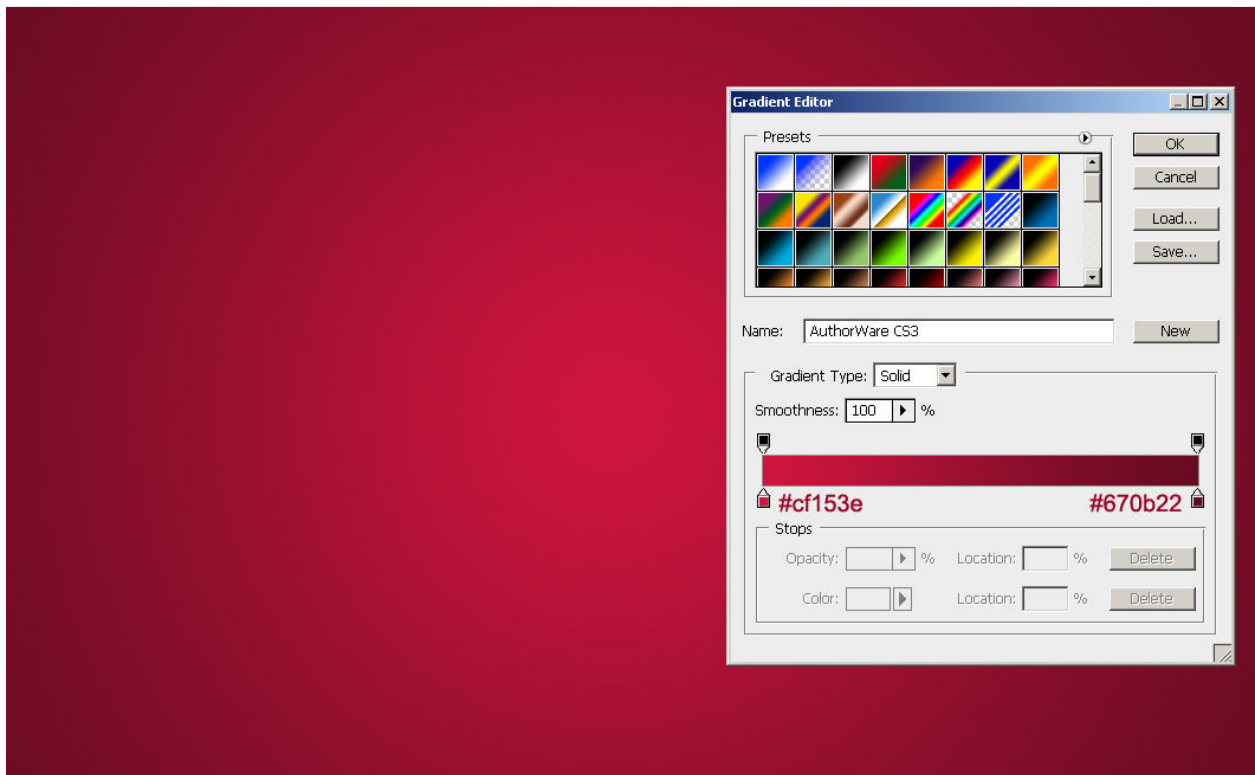 Gradient Editor
Presets
OK
Cancel
Load...
Save...
Name: AuthorWare CS3 New
Gradient Type: Solid
Smoothness: 100 %
#cf153e #670b22
Stops
Opacity: % Location: % Delete
Color: Location: % Delete